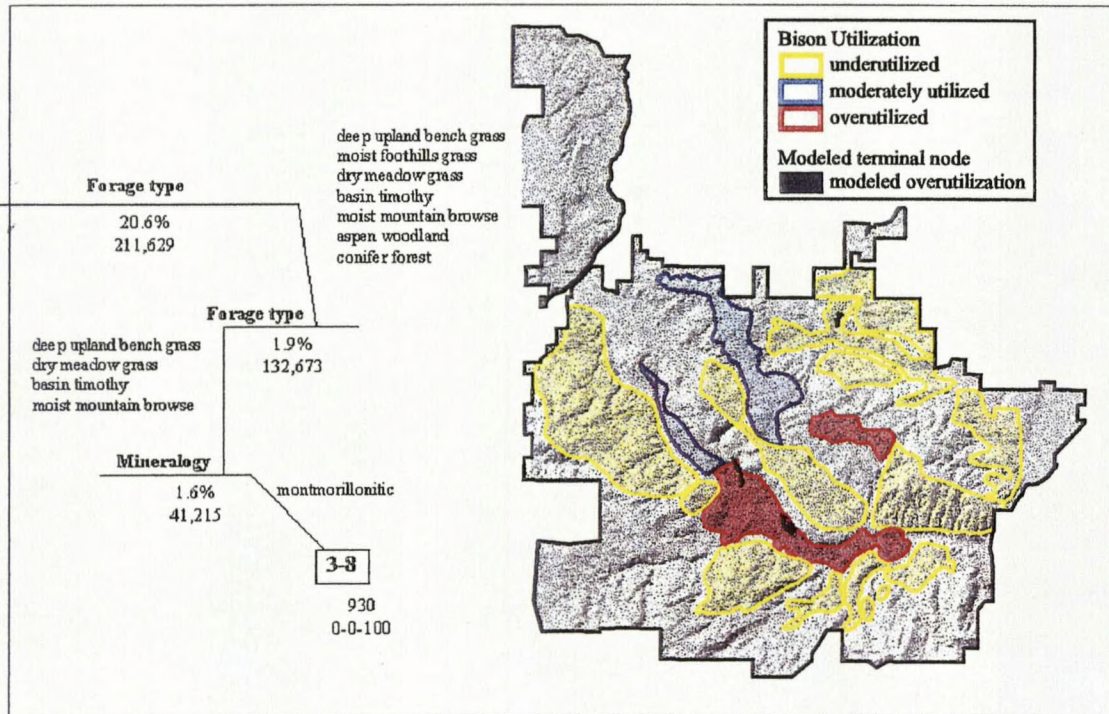 Forage type
20.6%
211,629
deep upland bench grass
moist foothills grass
dry meadow grass
basin timothy
moist mountain browse
aspen woodland
conifer forest
Forage type
1.9%
132,673
deep upland bench grass
dry meadow grass
basin timothy
moist mountain browse
Mineralogy
1.6%
41,215
montmorillonitic
3-8
930
0-0-100
Bison Utilization
underutilized
moderately utilized
overutilized
Modeled terminal node
modeled overutilization